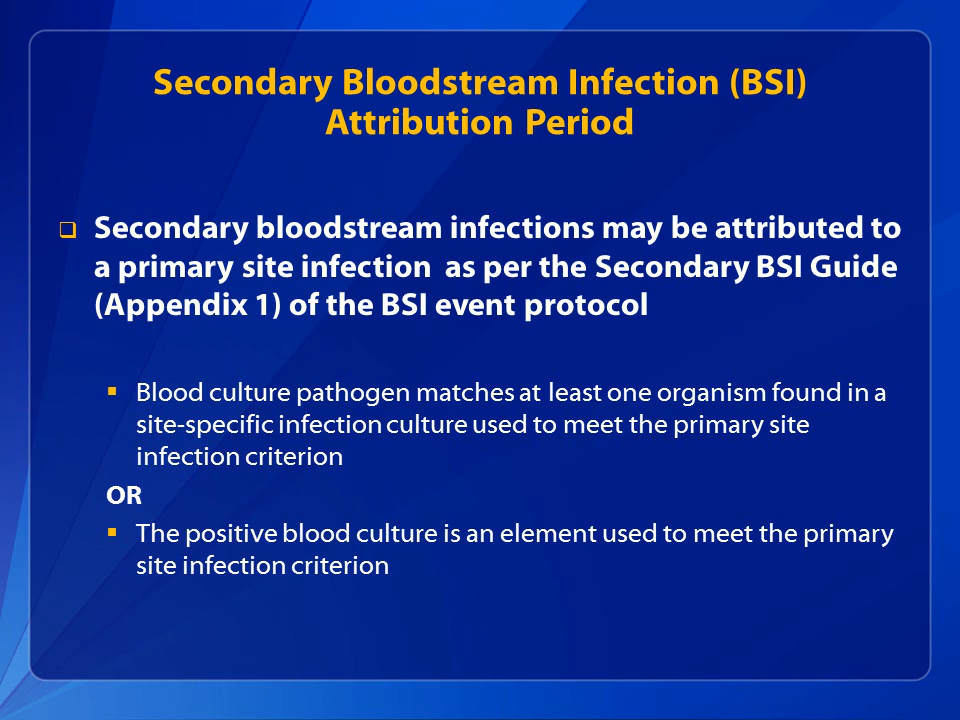 Secondary Bloodstream Infection (BSI)
Attribution Period
Secondary bloodstream infections may be attributed to
a primary site infection as per the Secondary BSI Guide
(Appendix 1) of the BSI event protocol
Blood culture pathogen matches at least one organism found in a
site-specific infection culture used to meet the primary site
infection criterion
OR
The positive blood culture is an element used to meet the primary
site infection criterion